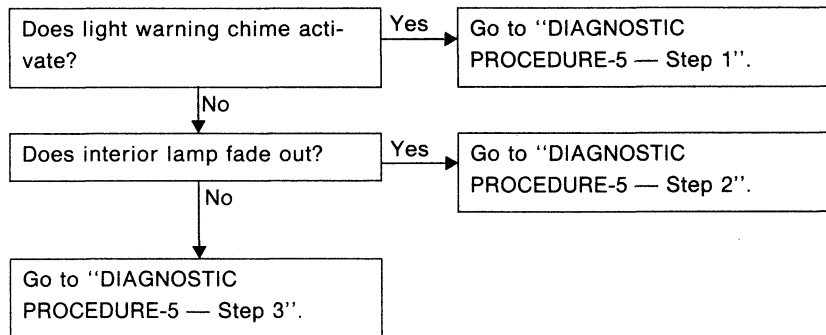 Does light warning chime acti-
vate?
Yes
Go to “DIAGNOSTIC
PROCEDURE-5 — Step 1”.
No
Does interior lamp fade out?
Yes
Go to “DIAGNOSTIC
PROCEDURE-5 — Step 2”.
No
Go to “DIAGNOSTIC
PROCEDURE-5 — Step 3”.